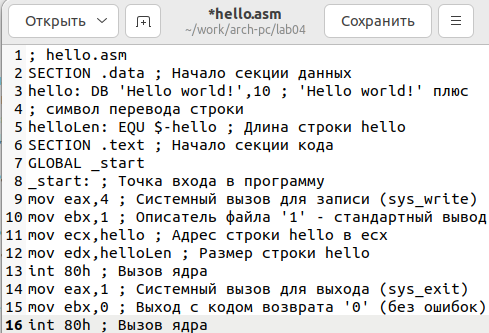 Открыть
*hello.asm
~/work/arch-pc/lab04
Сохранить
1 ; hello.asm
2 SECTION .data ; Начало секции данных
3 hello: DB 'Hello world!',10 ; 'Hello world!' плюс
4 ; символ перевода строки
5 helloLen: EQU $-hello ; Длина строки hello
6 SECTION .text ; Начало секции кода
7 GLOBAL _start
8 _start: ; Точка входа в программу
9 mov eax,4 ; Системный вызов для записи (sys_write)
10 mov ebx,1 ; Описатель файла '1' - стандартный вывод
11 mov ecx,hello ; Адрес строки hello в ecx
12 mov edx,helloLen ; Размер строки hello
13 int 80h ; Вызов ядра
14 mov eax,1 ; Системный вызов для выхода (sys_exit)
15 mov ebx,0 ; Выход с кодом возврата '0' (без ошибок)
16 int 80h ; Вызов ядра